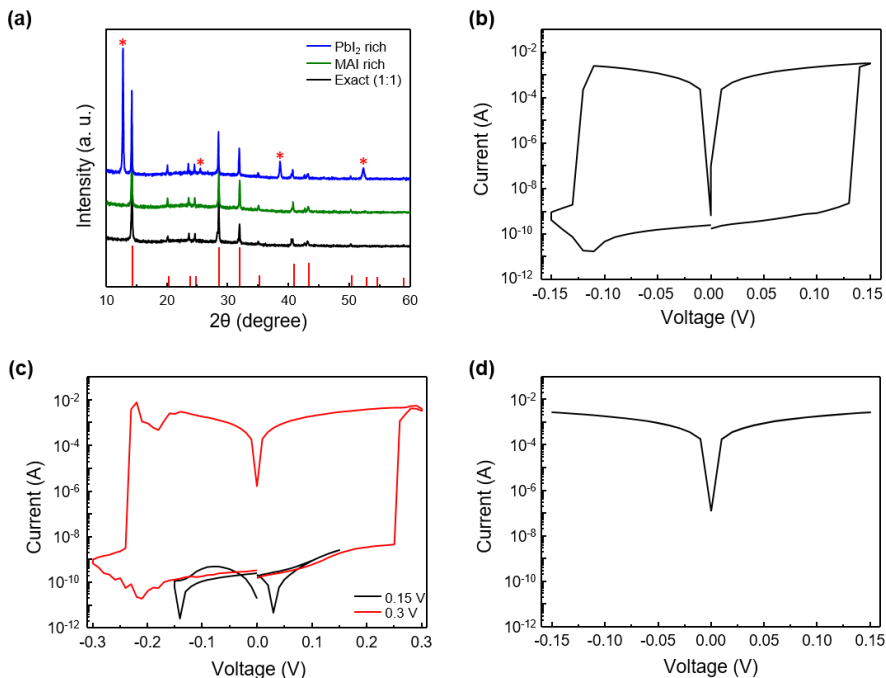 (a)
PbI₂ rich
MAI rich
Exact (1:1)
* * * *
Intensity (a. u.)
10 20 30 40 50 60
2θ (degree)
(b)
10⁻² 10⁻⁴ 10⁻⁶ 10⁻⁸ 10⁻¹⁰ 10⁻¹²
Current (A)
-0.15 -0.10 -0.05 0.00 0.05 0.10 0.15
Voltage (V)
(c)
10⁻² 10⁻⁴ 10⁻⁶ 10⁻⁸ 10⁻¹⁰ 10⁻¹²
Current (A)
0.15 V
0.3 V
-0.3 -0.2 -0.1 0.0 0.1 0.2 0.3
Voltage (V)
(d)
10⁻² 10⁻⁴ 10⁻⁶ 10⁻⁸ 10⁻¹⁰ 10⁻¹²
Current (A)
-0.15 -0.10 -0.05 0.00 0.05 0.10 0.15
Voltage (V)